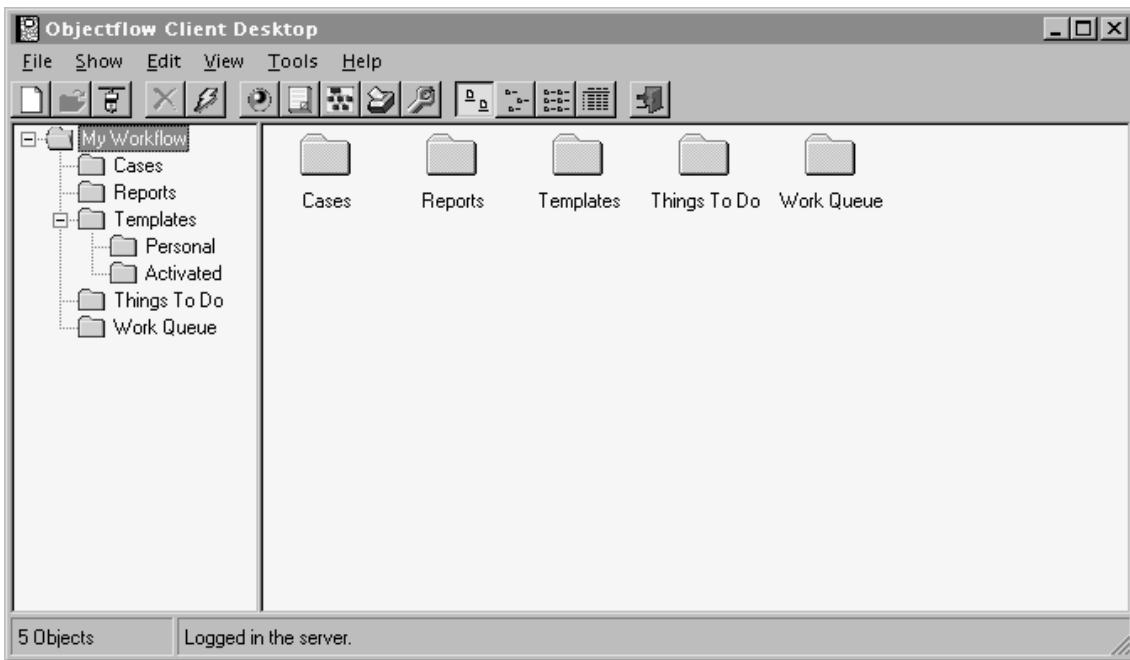 Objectflow Client Desktop
File Show Edit View Tools Help
My Workflow
Cases
Reports
Templates
Personal
Activated
Things To Do
Work Queue
Cases Reports Templates Things To Do Work Queue
5 Objects Logged in the server.